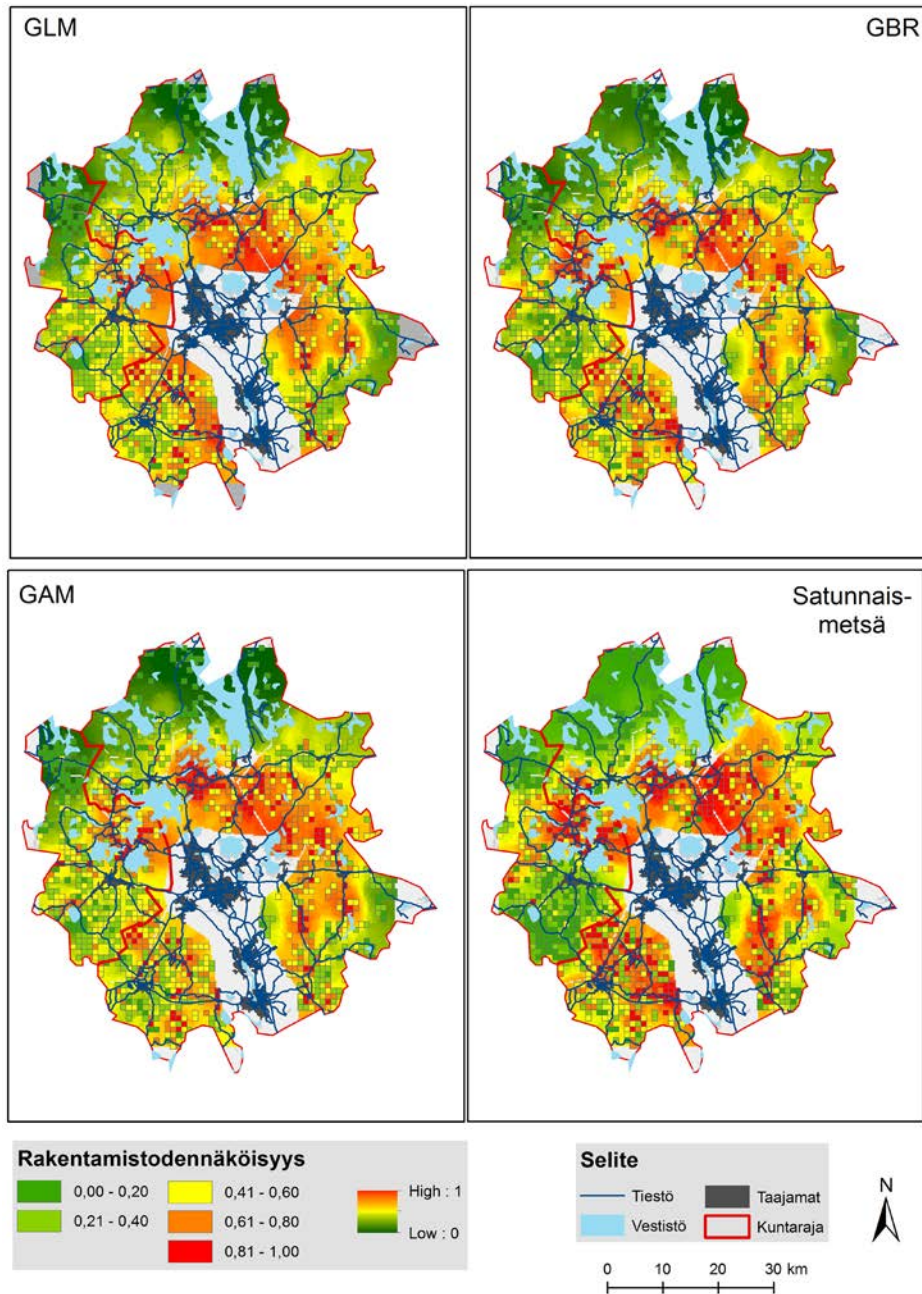 GLM
GBR
GAM
Satunnais-
metsä
Rakentamistodennäköisyys
0,00 - 0,20
0,21 - 0,40
0,41 - 0,60
0,61 - 0,80
0,81 - 1,00
High : 1
Low : 0
Selite
Tiestö
Vestistö
Taajamat
Kuntaraja
N
0 10 20 30 km